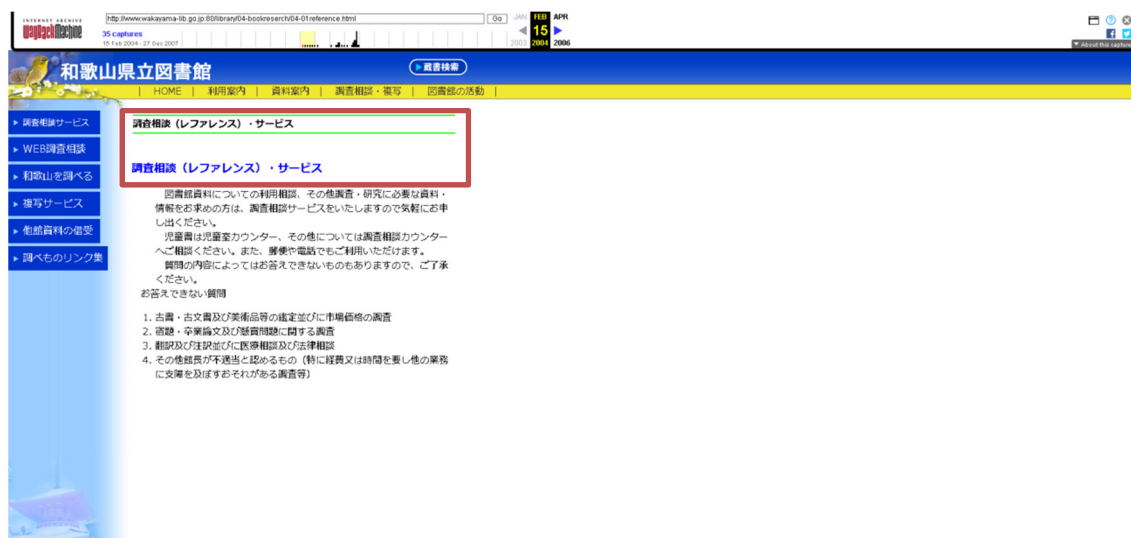 INTERNET ARCHIVE
WayBackMachine
http://www.wakayama-lib.go.jp:80/library/04-bookreserch/04-01reference.html
Go
JAN FEB APR
35 captures
15
15 Feb 2004 - 27 Dec 2007
2003 2004 2006
About this capture
和歌山県立図書館
蔵書検索
| HOME | 利用案内 | 資料案内 | 調査相談・複写 | 図書館の活動 |
調査相談サービス
WEB調査相談
和歌山を調べる
複写サービス
他館資料の借受
調べものリンク集
調査相談（レファレンス）・サービス
調査相談（レファレンス）・サービス
図書館資料についての利用相談、その他調査・研究に必要な資料・
情報をお求めの方は、調査相談サービスをいたしますので気軽にお申
し出ください。
児童書は児童室カウンター、その他については調査相談カウンター
へご相談ください。また、郵便や電話でもご利用いただけます。
質問の内容によってはお答えできないものもありますので、ご了承
ください。
お答えできない質問
1. 古書・古文書及び美術品等の鑑定並びに市場価格の調査
2. 宿題・卒業論文及び懸賞問題に関する調査
3. 翻訳及び注訳並びに医療相談及び法律相談
4. その他館長が不適当と認めるもの（特に経費又は時間を要し他の業務
に支障を及ぼすおそれがある調査等）